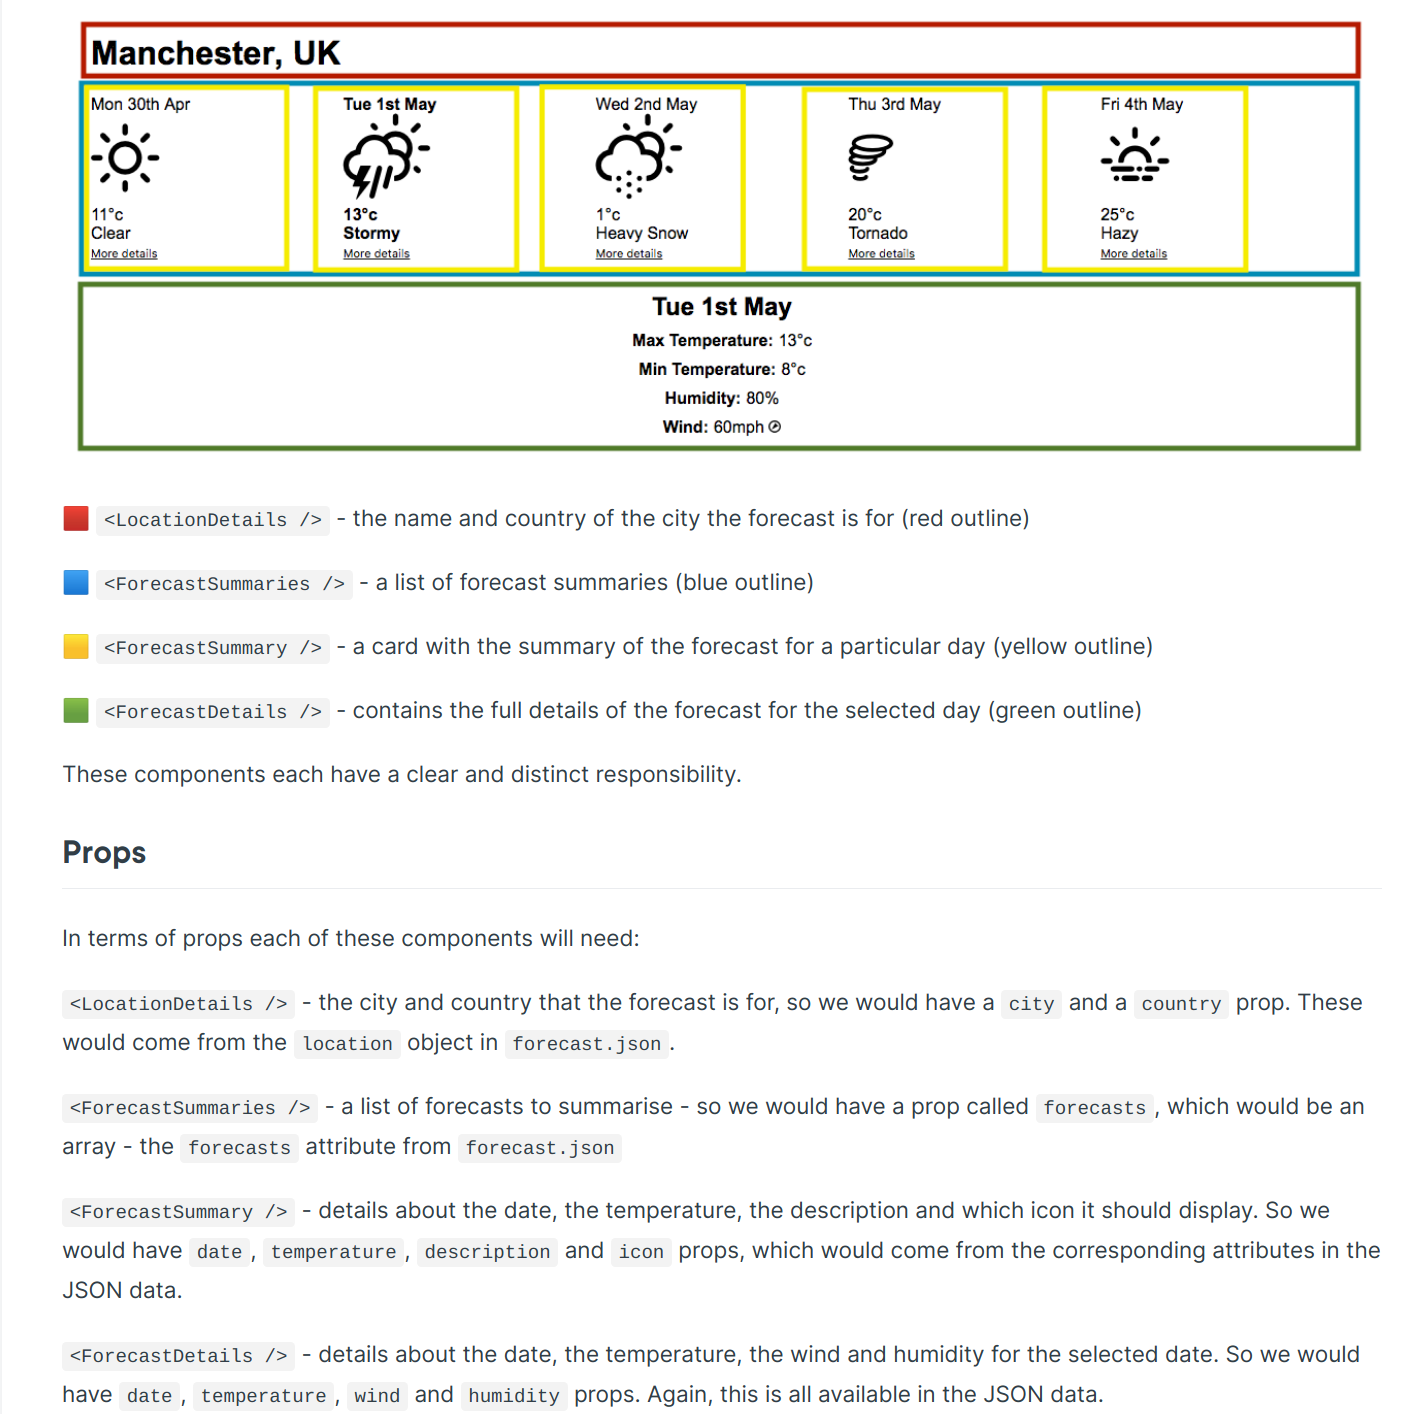 Manchester, UK
Mon 30th Apr
11°c
Clear
More details
Tue 1st May
13°c
Stormy
More details
Wed 2nd May
1°c
Heavy Snow
More details
Thu 3rd May
20°c
Tornado
More details
Fri 4th May
25°c
Hazy
More details
Tue 1st May
Max Temperature: 13°c
Min Temperature: 8°c
Humidity: 80%
Wind: 60mph
<LocationDetails /> - the name and country of the city the forecast is for (red outline)
<ForecastSummaries /> - a list of forecast summaries (blue outline)
<ForecastSummary /> - a card with the summary of the forecast for a particular day (yellow outline)
<ForecastDetails /> - contains the full details of the forecast for the selected day (green outline)
These components each have a clear and distinct responsibility.
Props
In terms of props each of these components will need:
<LocationDetails /> - the city and country that the forecast is for, so we would have a city and a country prop. These
would come from the location object in forecast.json.
<ForecastSummaries /> - a list of forecasts to summarise - so we would have a prop called forecasts, which would be an
array - the forecasts attribute from forecast.json
<ForecastSummary /> - details about the date, the temperature, the description and which icon it should display. So we
would have date, temperature, description and icon props, which would come from the corresponding attributes in the
JSON data.
<ForecastDetails /> - details about the date, the temperature, the wind and humidity for the selected date. So we would
have date, temperature, wind and humidity props. Again, this is all available in the JSON data.